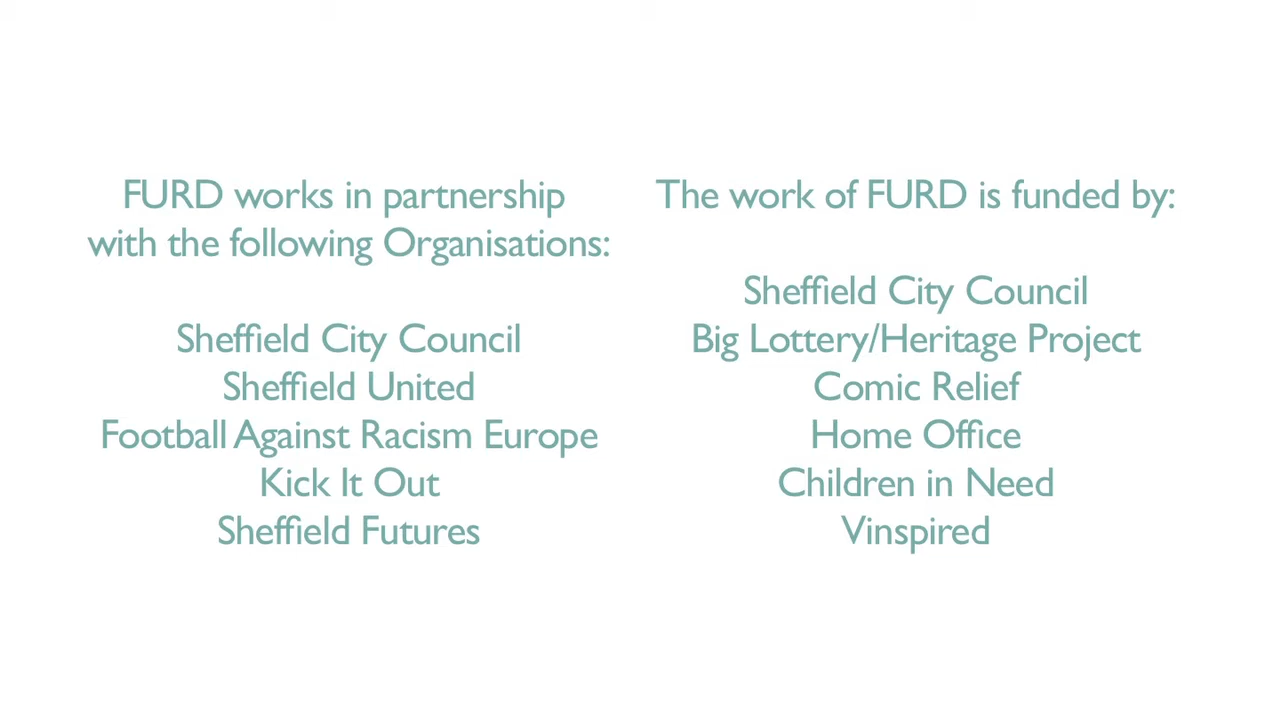 FURD works in partnership
with the following Organisations:
Sheffield City Council
Sheffield United
Football Against Racism Europe
Kick It Out
Sheffield Futures
The work of FURD is funded by:
Sheffield City Council
Big Lottery/Heritage Project
Comic Relief
Home Office
Children in Need
Vinspired